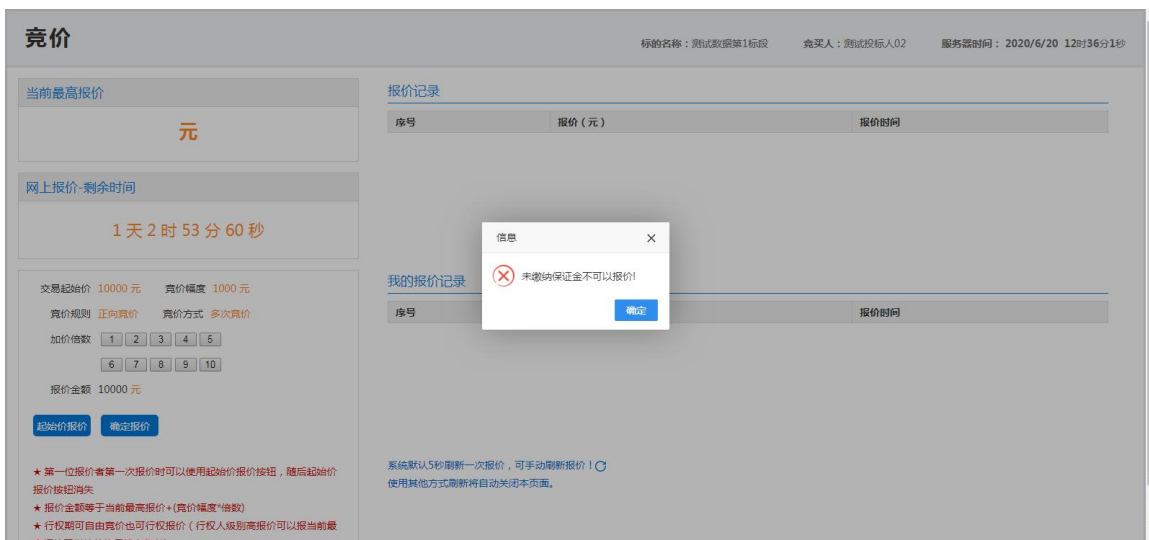 竞价
标的名称：测试数据第1标段 竞买人：测试投标人02 服务器时间： 2020/6/20 12时36分1秒
当前最高报价
元
网上报价-剩余时间
1 天 2 时 53 分 60 秒
交易起始价 10000 元 竞价幅度 1000 元
竞价规则 正向竞价 竞价方式 多次竞价
加价倍数 1 2 3 4 5
6 7 8 9 10
报价金额 10000 元
起始价报价 确定报价
★ 第一位报价者第一次报价时可以使用起始价报价按钮，随后起始价
报价按钮消失
★ 报价金额等于当前最高报价+(竞价幅度*倍数)
★ 行权期可自由竞价也可行权报价（行权人级别高报价可以报当前最
报价记录
序号 报价（元） 报价时间
信息
未缴纳保证金不可以报价!
确定
我的报价记录
序号 报价时间
系统默认5秒刷新一次报价，可手动刷新报价！
使用其他方式刷新将自动关闭本页面。